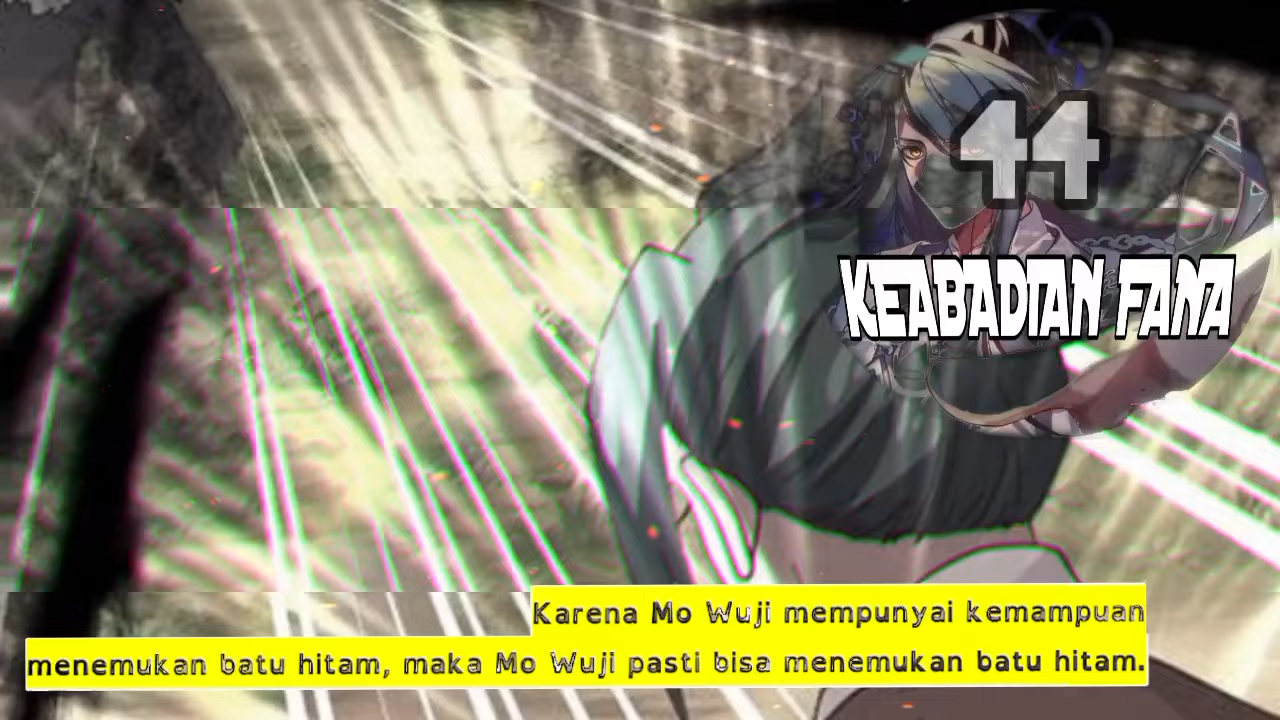 44
KEABADIAN FANA
Karena Mo Wuji mempunyai kemampuan
menemukan batu hitam, maka Mo Wuji pasti bisa menemukan batu hitam.